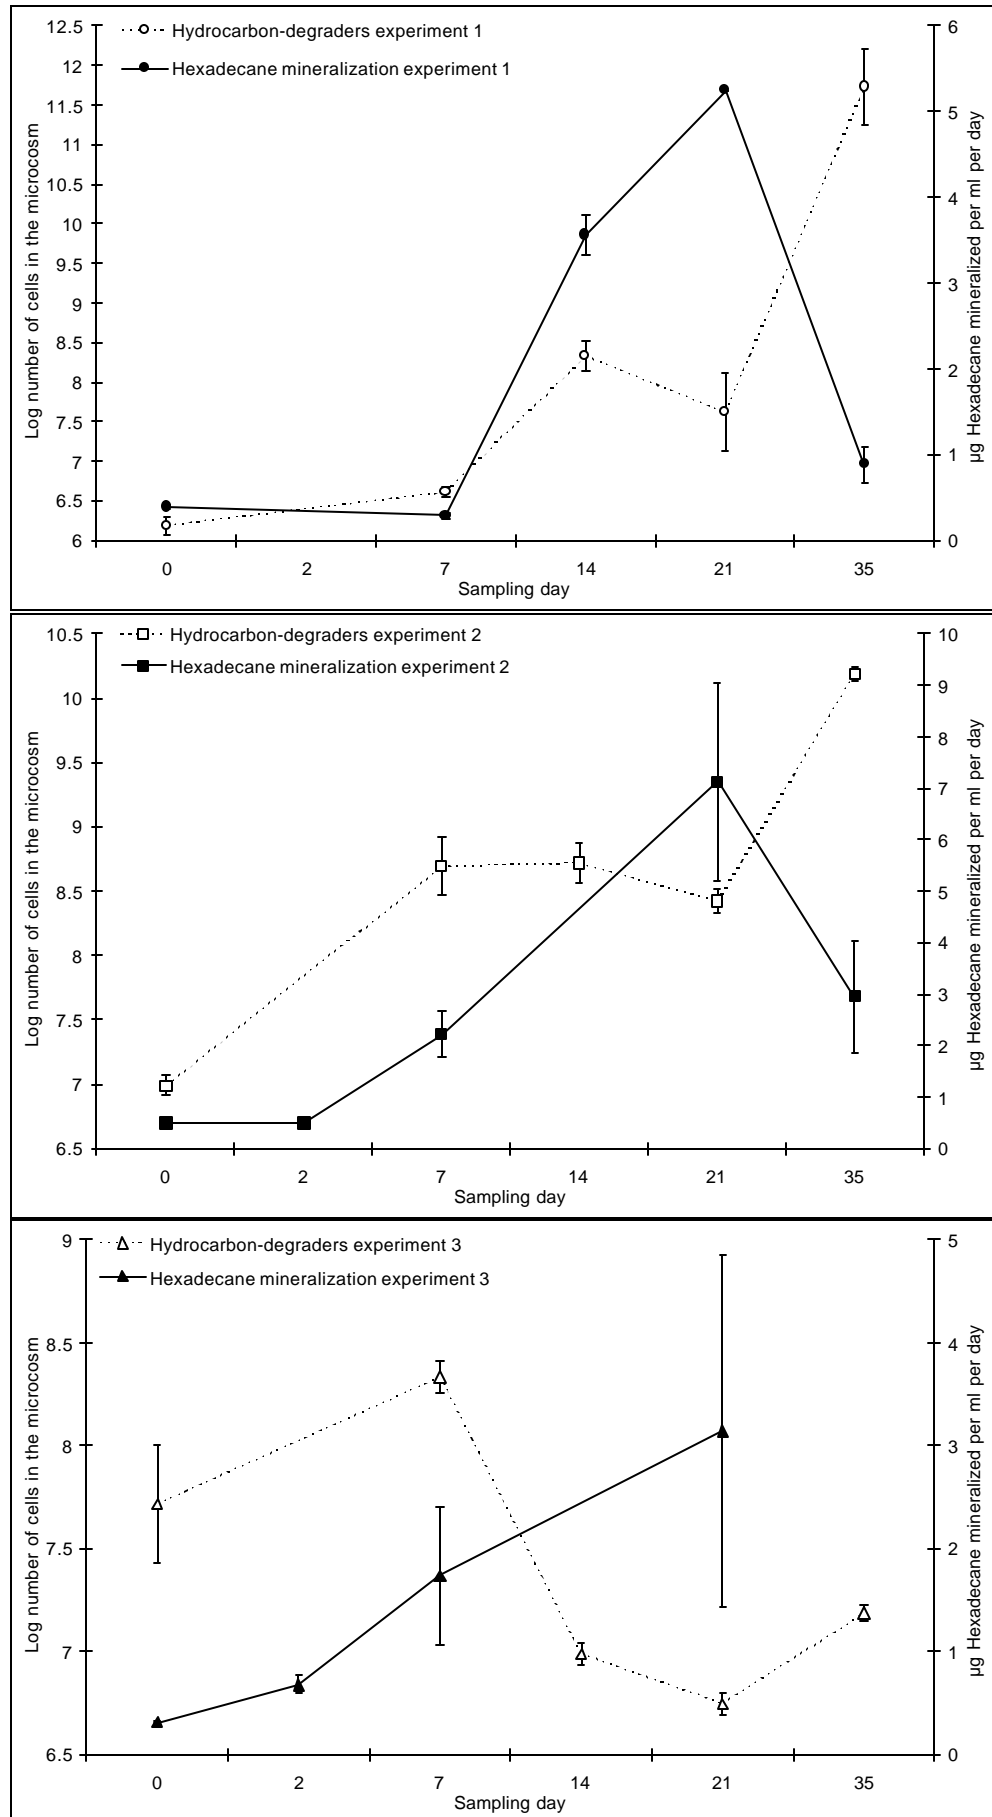 Hydrocarbon-degraders experiment 1
Hexadecane mineralization experiment 1
Log number of cells in the microcosm
12.5
12
11.5
11
10.5
10
9.5
9
8.5
8
7.5
7
6.5
6
6
5
4
3
2
1
0
µg Hexadecane mineralized per ml per day
0 2 7 14 21 35
Sampling day
Hydrocarbon-degraders experiment 2
Hexadecane mineralization experiment 2
Log number of cells in the microcosm
10.5
10
9.5
9
8.5
8
7.5
7
6.5
10
9
8
7
6
5
4
3
2
1
0
µg Hexadecane mineralized per ml per day
0 2 7 14 21 35
Sampling day
Hydrocarbon-degraders experiment 3
Hexadecane mineralization experiment 3
Log number of cells in the microcosm
9
8.5
8
7.5
7
6.5
5
4
3
2
1
0
µg Hexadecane mineralized per ml per day
0 2 7 14 21 35
Sampling day